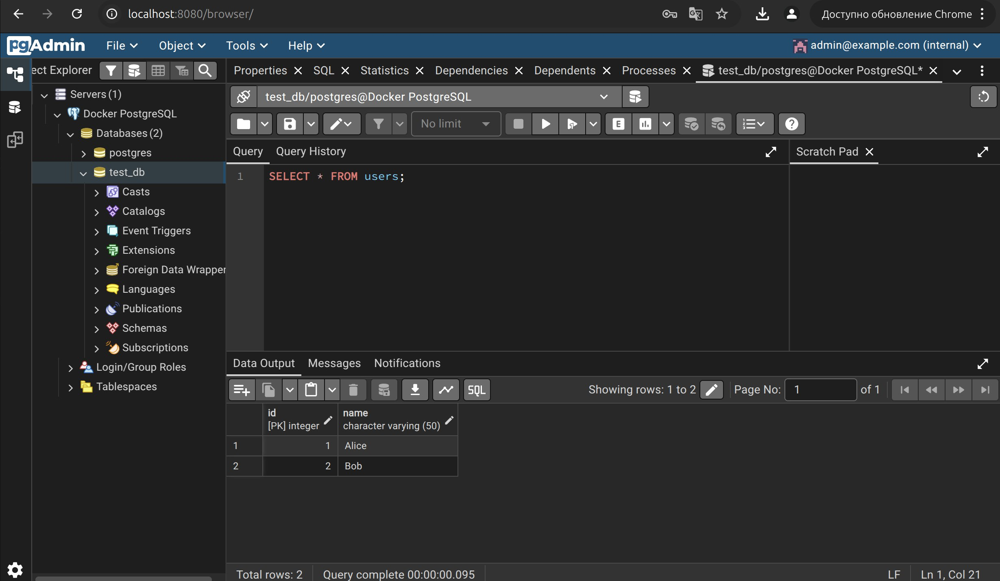 localhost:8080/browser/
Доступно обновление Chrome
pgAdmin File Object Tools Help admin@example.com (internal)
ect Explorer
Properties SQL Statistics Dependencies Dependents Processes test_db/postgres@Docker PostgreSQL*
Servers (1)
Docker PostgreSQL
Databases (2)
postgres
test_db
Casts
Catalogs
Event Triggers
Extensions
Foreign Data Wrapper
Languages
Publications
Schemas
Subscriptions
Login/Group Roles
Tablespaces
test_db/postgres@Docker PostgreSQL
No limit
E
Query Query History
Scratch Pad
1 SELECT * FROM users;
Data Output Messages Notifications
SQL Showing rows: 1 to 2 Page No: 1 of 1
id name
[PK] integer character varying (50)
1 1 Alice
2 2 Bob
Total rows: 2 Query complete 00:00:00.095 LF Ln 1, Col 21